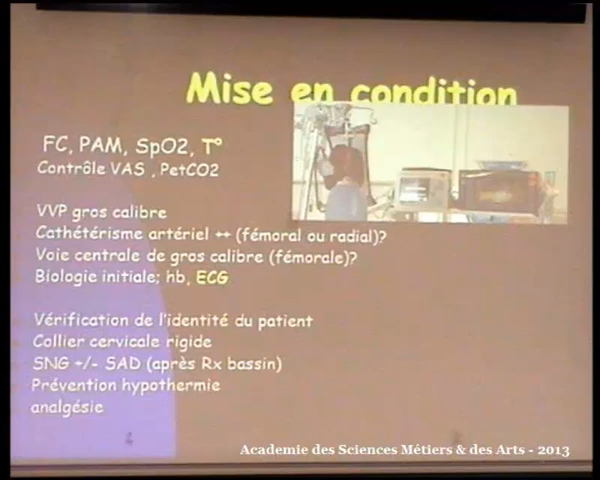 Mise en condition
FC, PAM, SpO2, T°
Contrôle VAS , PetCO2
VVP gros calibre
Cathétérisme artériel ++ (fémoral ou radial)?
Voie centrale de gros calibre (fémorale)?
Biologie initiale; hb, ECG
Vérification de l'identité du patient
Collier cervicale rigide
SNG +/- SAD (après Rx bassin)
Prévention hypothermie
analgésie
Academie des Sciences Métiers & des Arts - 2013